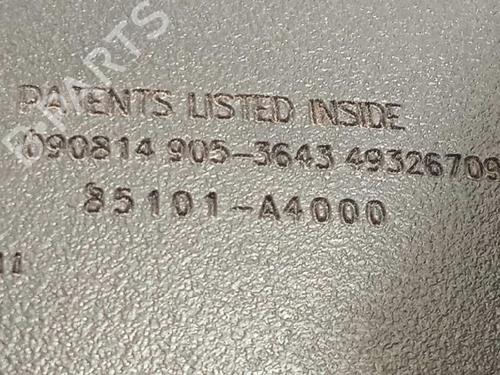 PATENTS LISTED INSIDE
090814 905-3643 49326709
85101-A4000